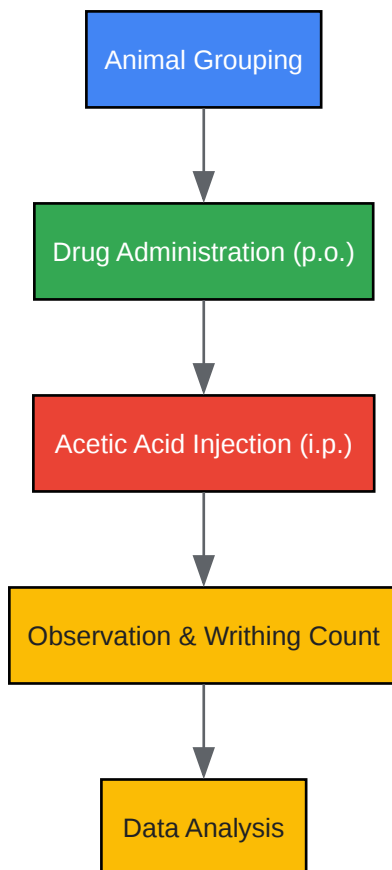 Animal Grouping
Drug Administration (p.o.)
Acetic Acid Injection (i.p.)
Observation & Writhing Count
Data Analysis